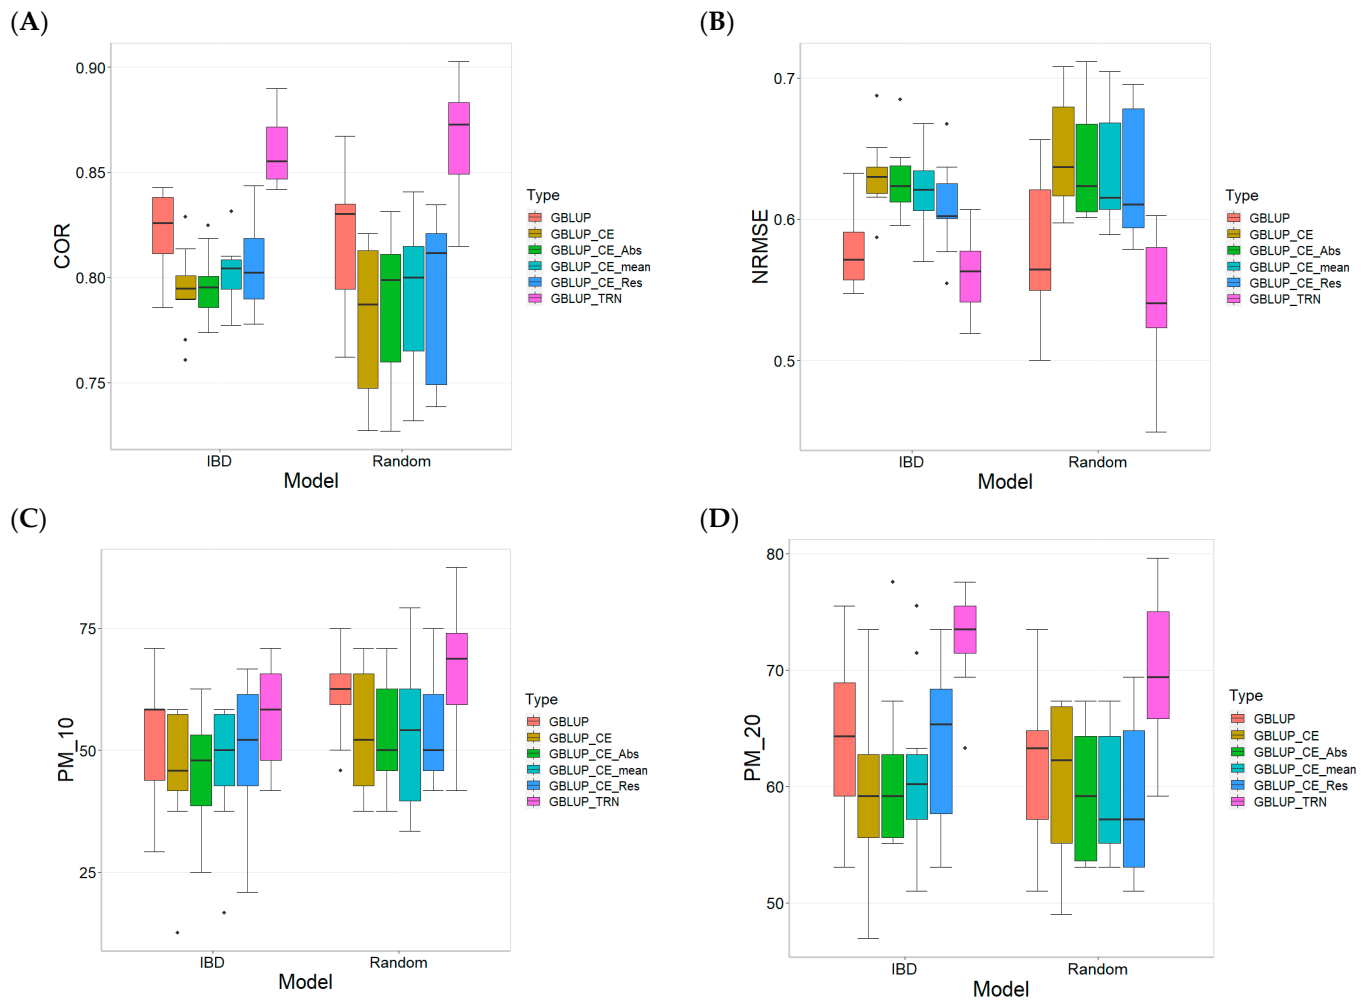 (A)
COR
0.90
0.85
0.80
0.75
IBD
Random
Model
Type
GBLUP
GBLUP_CE
GBLUP_CE_Abs
GBLUP_CE_mean
GBLUP_CE_Res
GBLUP_TRN
(B)
NRMSE
0.7
0.6
0.5
IBD
Random
Model
Type
GBLUP
GBLUP_CE
GBLUP_CE_Abs
GBLUP_CE_mean
GBLUP_CE_Res
GBLUP_TRN
(C)
PM_10
75
50
25
IBD
Random
Model
Type
GBLUP
GBLUP_CE
GBLUP_CE_Abs
GBLUP_CE_mean
GBLUP_CE_Res
GBLUP_TRN
(D)
PM_20
80
70
60
50
IBD
Random
Model
Type
GBLUP
GBLUP_CE
GBLUP_CE_Abs
GBLUP_CE_mean
GBLUP_CE_Res
GBLUP_TRN